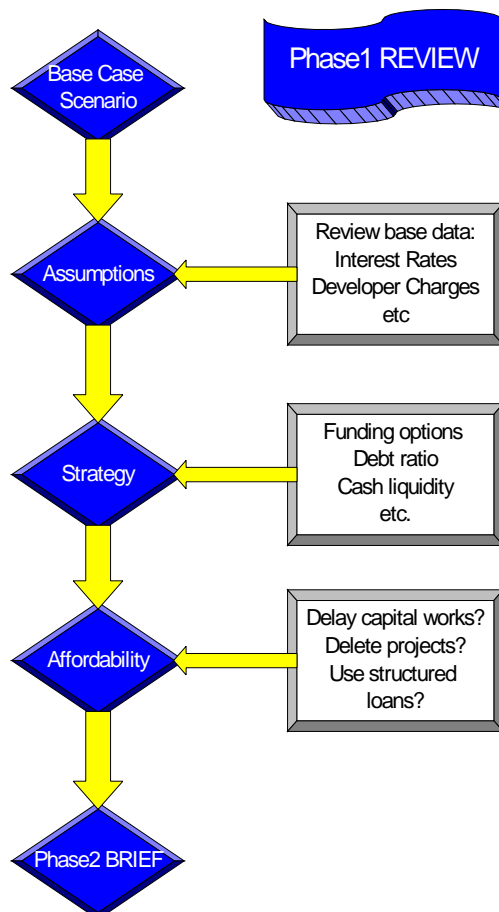 Base Case
Scenario
Phase1 REVIEW
Assumptions
Review base data:
Interest Rates
Developer Charges
etc
Strategy
Funding options
Debt ratio
Cash liquidity
etc.
Affordability
Delay capital works?
Delete projects?
Use structured
loans?
Phase2 BRIEF